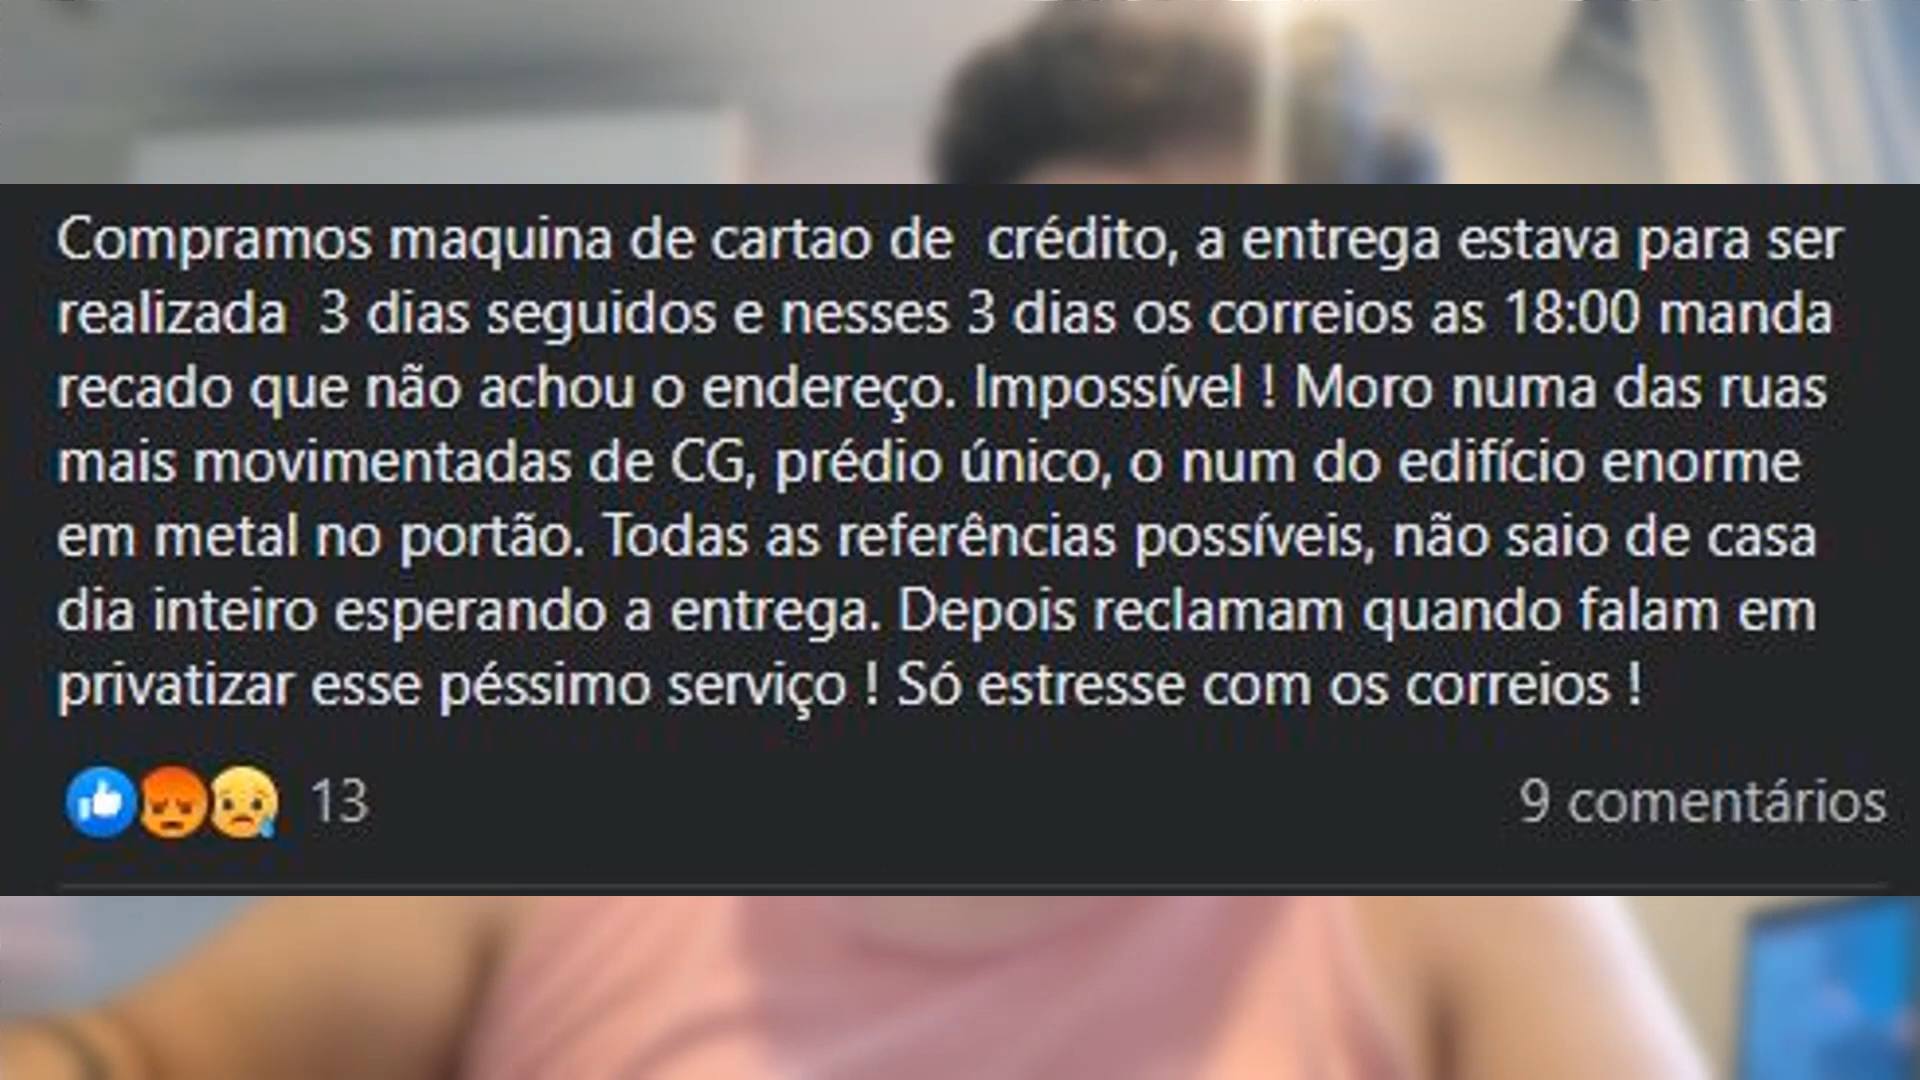 Compramos maquina de cartao de  crédito, a entrega estava para ser
realizada  3 dias seguidos e nesses 3 dias os correios as 18:00 manda
recado que não achou o endereço. Impossível ! Moro numa das ruas
mais movimentadas de CG, prédio único, o num do edifício enorme
em metal no portão. Todas as referências possíveis, não saio de casa
dia inteiro esperando a entrega. Depois reclamam quando falam em
privatizar esse péssimo serviço ! Só estresse com os correios !
13
9 comentários